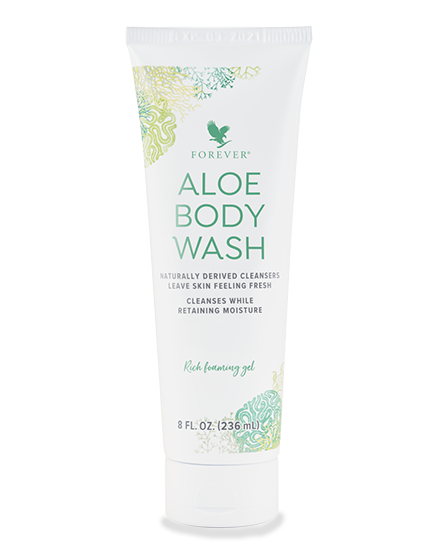 FOREVER®
ALOE
BODY
WASH
NATURALLY DERIVED CLEANSERS
LEAVE SKIN FEELING FRESH
CLEANSES WHILE
RETAINING MOISTURE
Rich foaming gel
8 FL. OZ. (236 mL)